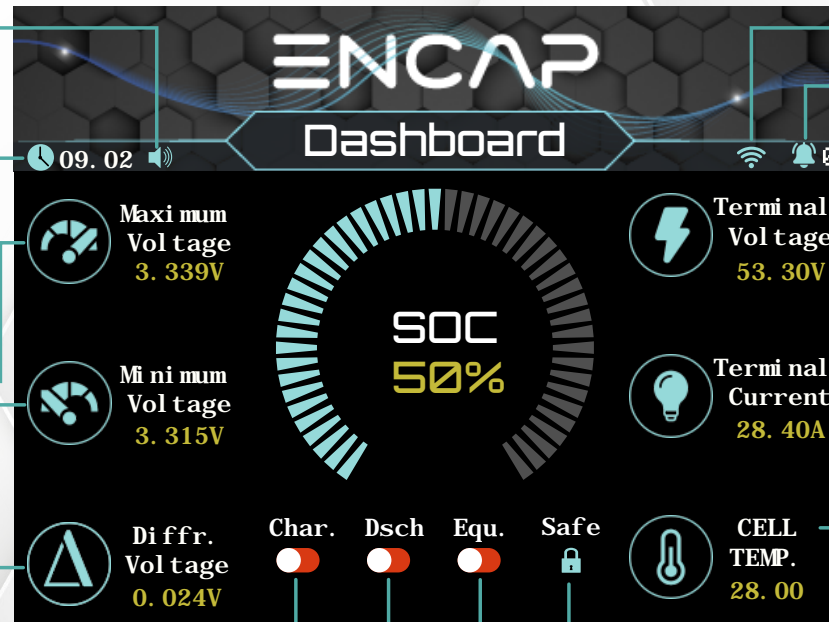 ENCAP
Dashboard
09.02
Maximum
Voltage
3.339V
Terminal
Voltage
53.30V
SOC
50%
Minimum
Voltage
3.315V
Terminal
Current
28.40A
Char.
Dsch
Equ.
Safe
Diffr.
Voltage
0.024V
CELL
TEMP.
28.00